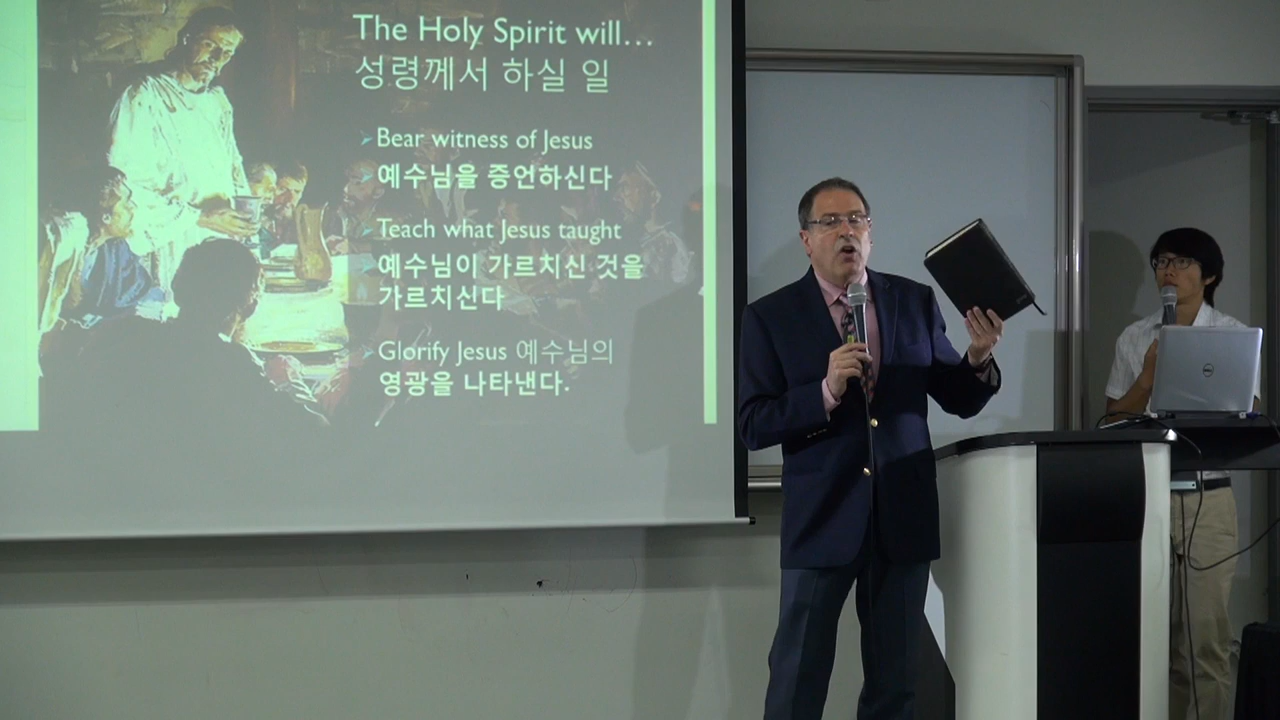 The Holy Spirit will...
성령께서 하실 일
Bear witness of Jesus
예수님을 증언하신다
Teach what Jesus taught
예수님이 가르치신 것을
가르치신다
Glorify Jesus 예수님의
영광을 나타낸다.
DELL